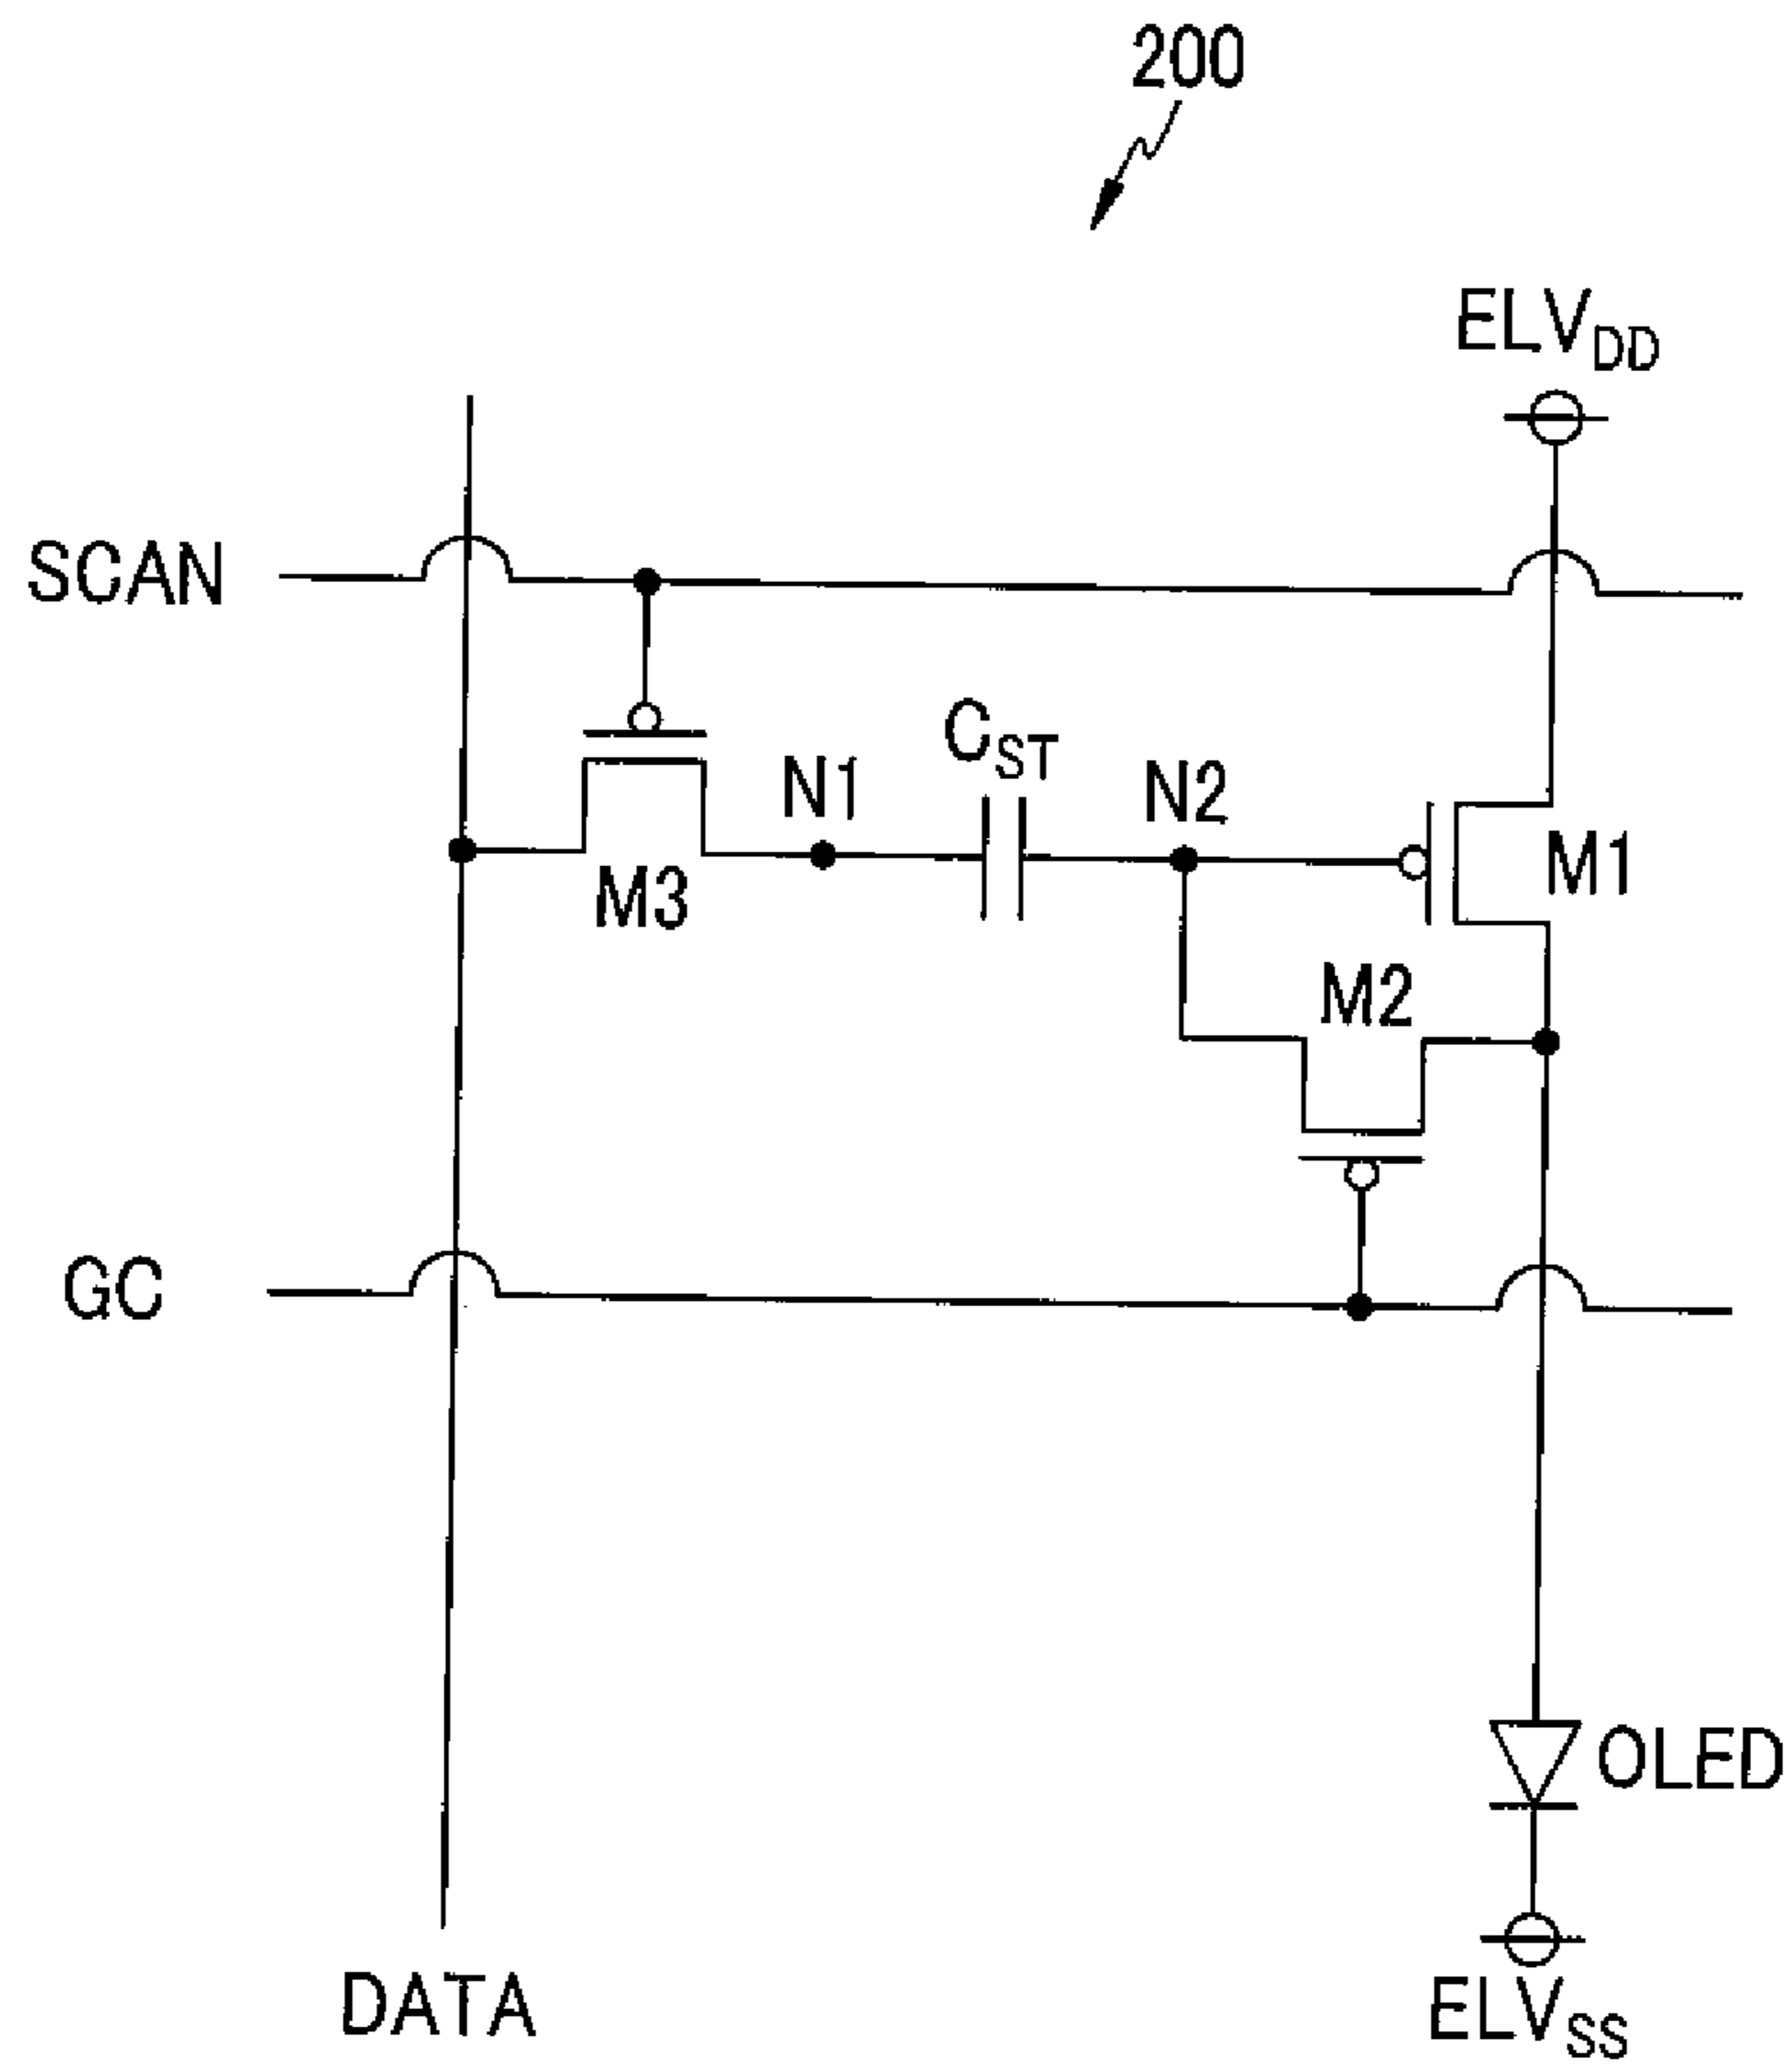 200
ELVDD
SCAN
CST
N1
N2
M1
M3
M2
GC
OLED
DATA
ELVSS